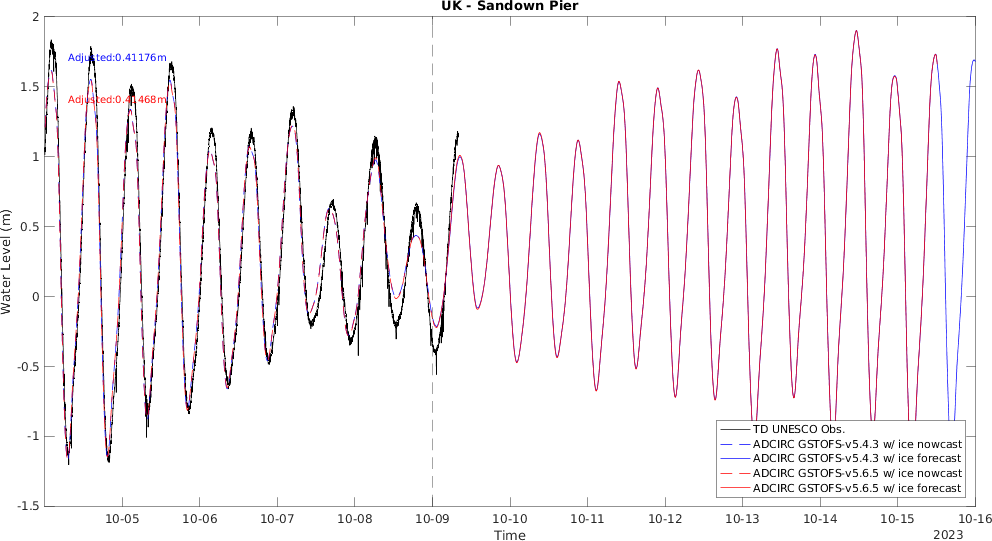 UK - Sandown Pier
2
1.5
1
0.5
0
-0.5
-1
-1.5
Water Level (m)
Adjusted:0.41176m
Adjusted:0.41468m
TD UNESCO Obs.
ADCIRC GSTOFS-v5.4.3 w/ ice nowcast
ADCIRC GSTOFS-v5.4.3 w/ ice forecast
ADCIRC GSTOFS-v5.6.5 w/ ice nowcast
ADCIRC GSTOFS-v5.6.5 w/ ice forecast
10-05 10-06 10-07 10-08 10-09 10-10 10-11 10-12 10-13 10-14 10-15 10-16
Time
2023